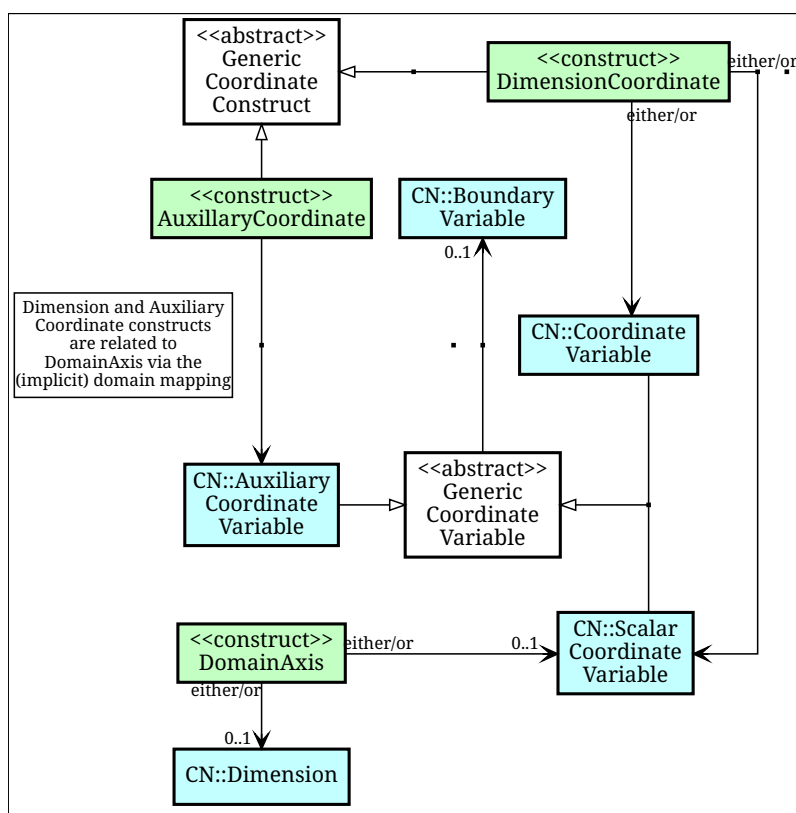 <<abstract>>
Generic
Coordinate
Construct
<<construct>>
DimensionCoordinate
either/or
either/or
<<construct>>
AuxillaryCoordinate
CN::Boundary
Variable
0..1
Dimension and Auxiliary
Coordinate constructs
are related to
DomainAxis via the
(implicit) domain mapping
CN::Coordinate
Variable
CN::Auxiliary
Coordinate
Variable
<<abstract>>
Generic
Coordinate
Variable
<<construct>>
DomainAxis
either/or
0..1
CN::Scalar
Coordinate
Variable
either/or
0..1
CN::Dimension